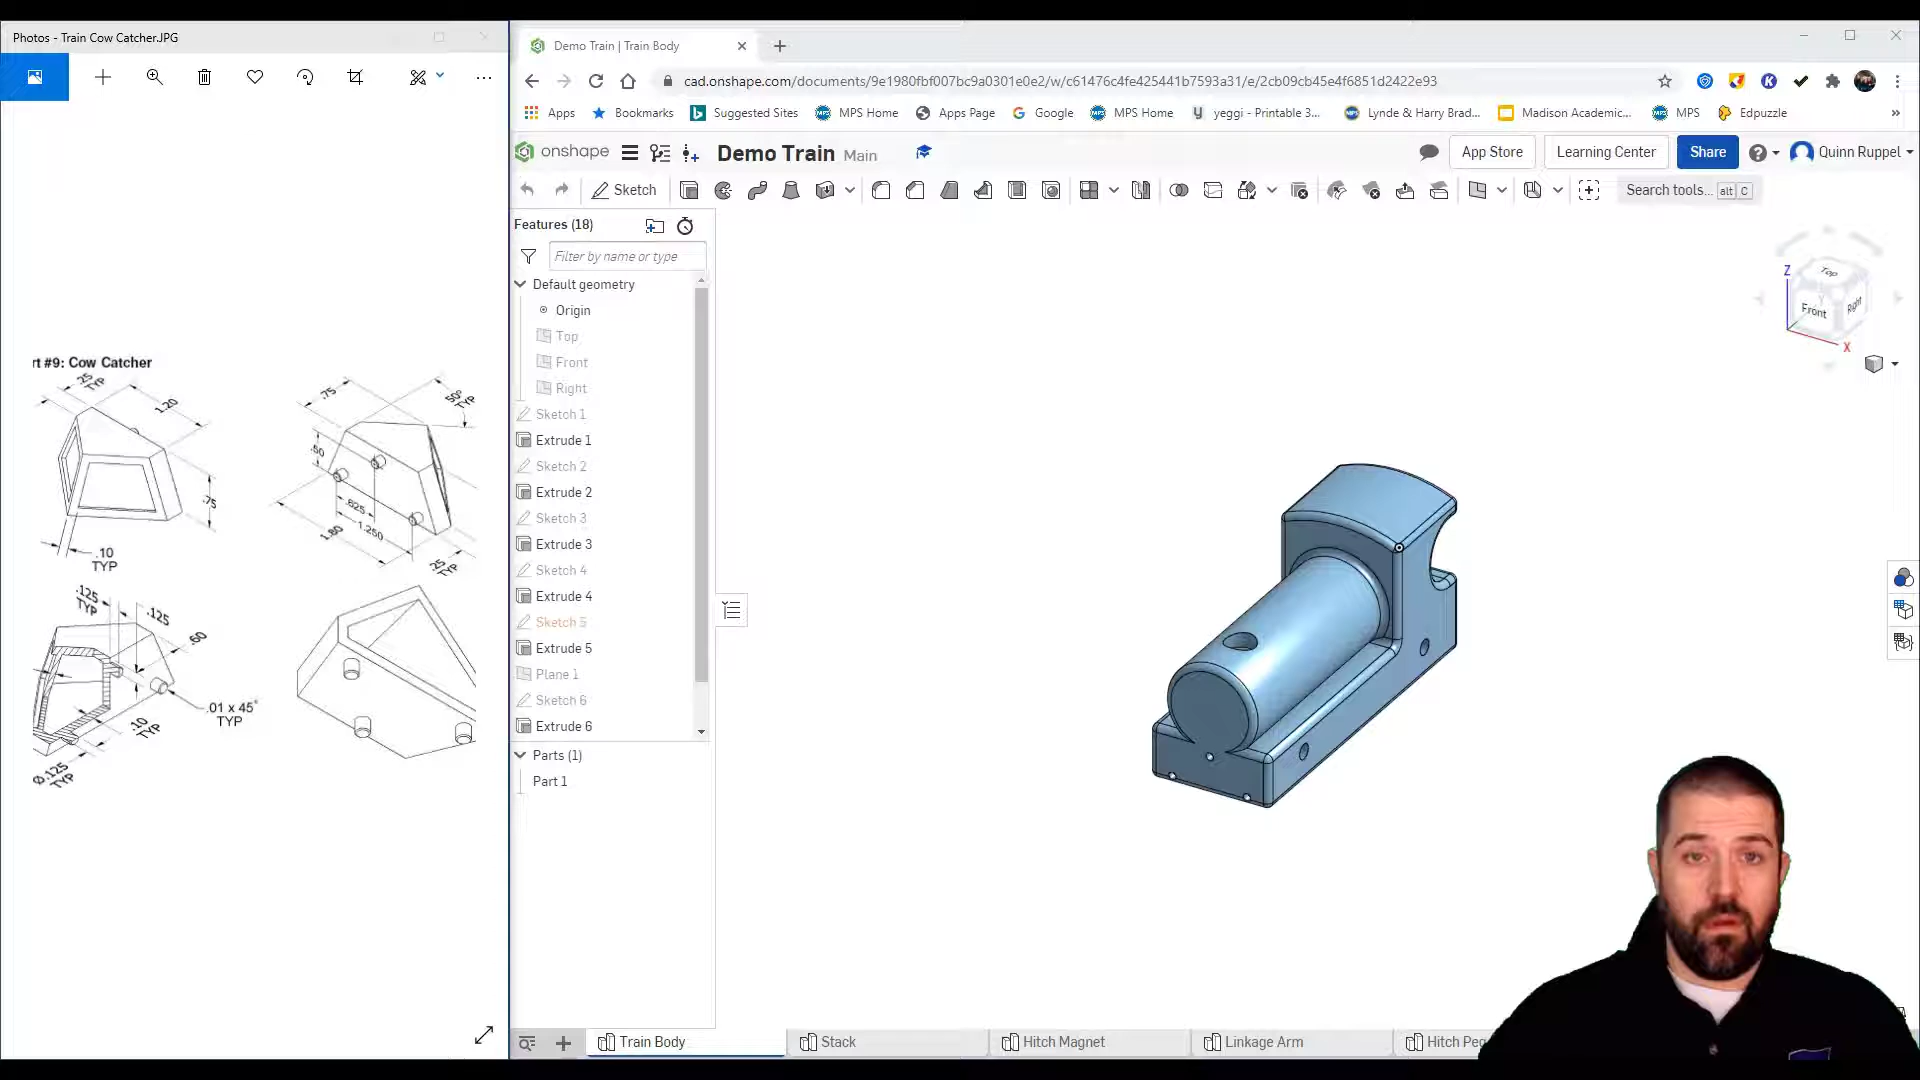 Photos - Train Cow Catcher.JPG
rt #9: Cow Catcher
.25
TYP
1.20
.75
.10
TYP
.75
50°
TYP
.50
.625
1.250
1.80
.25
TYP
.125
TYP
.125
.60
.01 x 45°
TYP
.10
TYP
Ø.125
TYP
Demo Train | Train Body
cad.onshape.com/documents/9e1980fbf007bc9a0301e0e2/w/c61476c4fe425441b7593a31/e/2cb09cb45e4f6851d2422e93
Apps
Bookmarks
Suggested Sites
MPS Home
Apps Page
Google
MPS Home
yeggi - Printable 3...
Lynde & Harry Brad...
Madison Academic...
MPS
Edpuzzle
onshape
Demo Train Main
App Store
Learning Center
Share
Quinn Ruppel
Sketch
Search tools... alt C
Features (18)
Filter by name or type
Default geometry
Origin
Top
Front
Right
Sketch 1
Extrude 1
Sketch 2
Extrude 2
Sketch 3
Extrude 3
Sketch 4
Extrude 4
Sketch 5
Extrude 5
Plane 1
Sketch 6
Extrude 6
Parts (1)
Part 1
Z
Top
Y
Front
Right
X
Train Body
Stack
Hitch Magnet
Linkage Arm
Hitch Peg